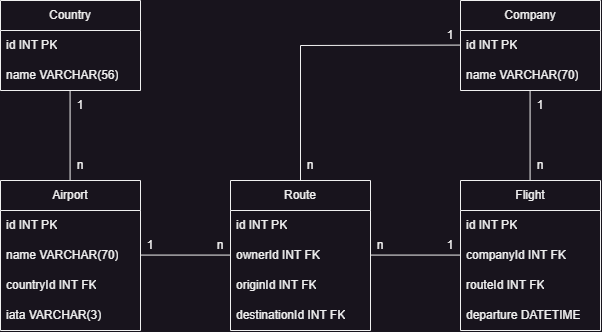 Country
id INT PK
name VARCHAR(56)
Company
id INT PK
name VARCHAR(70)
1
1
1
n
n
n
Airport
id INT PK
name VARCHAR(70)
countryId INT FK
iata VARCHAR(3)
1
n
Route
id INT PK
ownerId INT FK
originId INT FK
destinationId INT FK
n
1
Flight
id INT PK
companyId INT FK
routeId INT FK
departure DATETIME